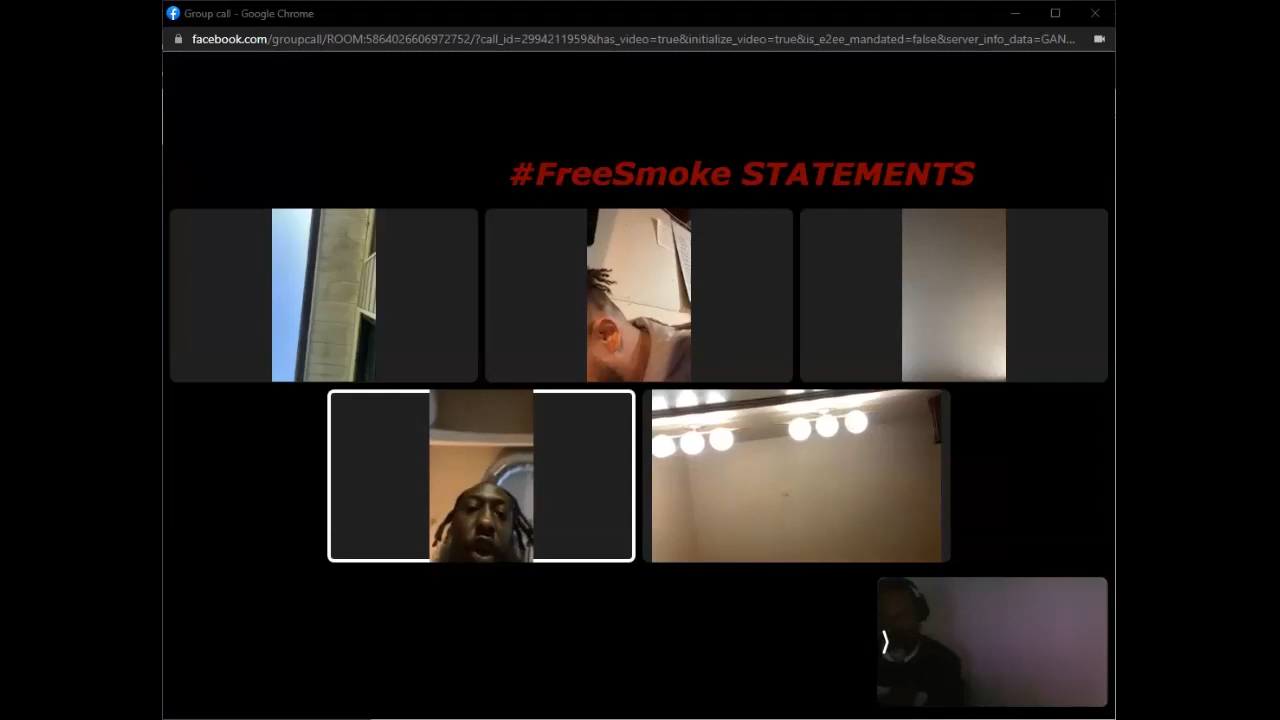 Group call - Google Chrome
facebook.com/groupcall/ROOM:5864026606972752/?call_id=2994211959&has_video=true&initialize_video=true&is_e2ee_mandated=false&server_info_data=GAN...
#FreeSmoke STATEMENTS